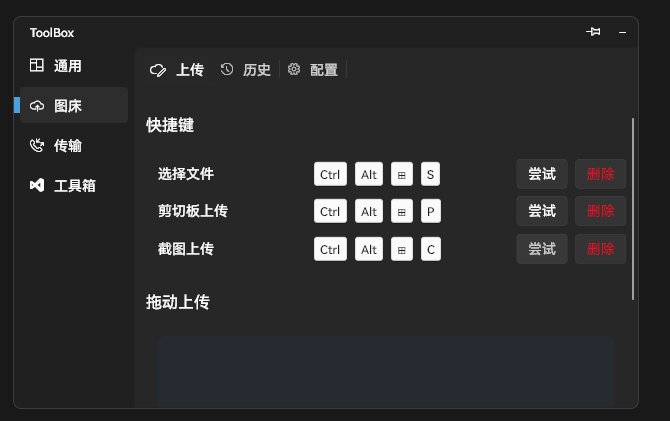 ToolBox
通用
图床
传输
工具箱
上传 历史 配置
快捷键
选择文件 Ctrl Alt ⊞ S 尝试 删除
剪切板上传 Ctrl Alt ⊞ P 尝试 删除
截图上传 Ctrl Alt ⊞ C 尝试 删除
拖动上传